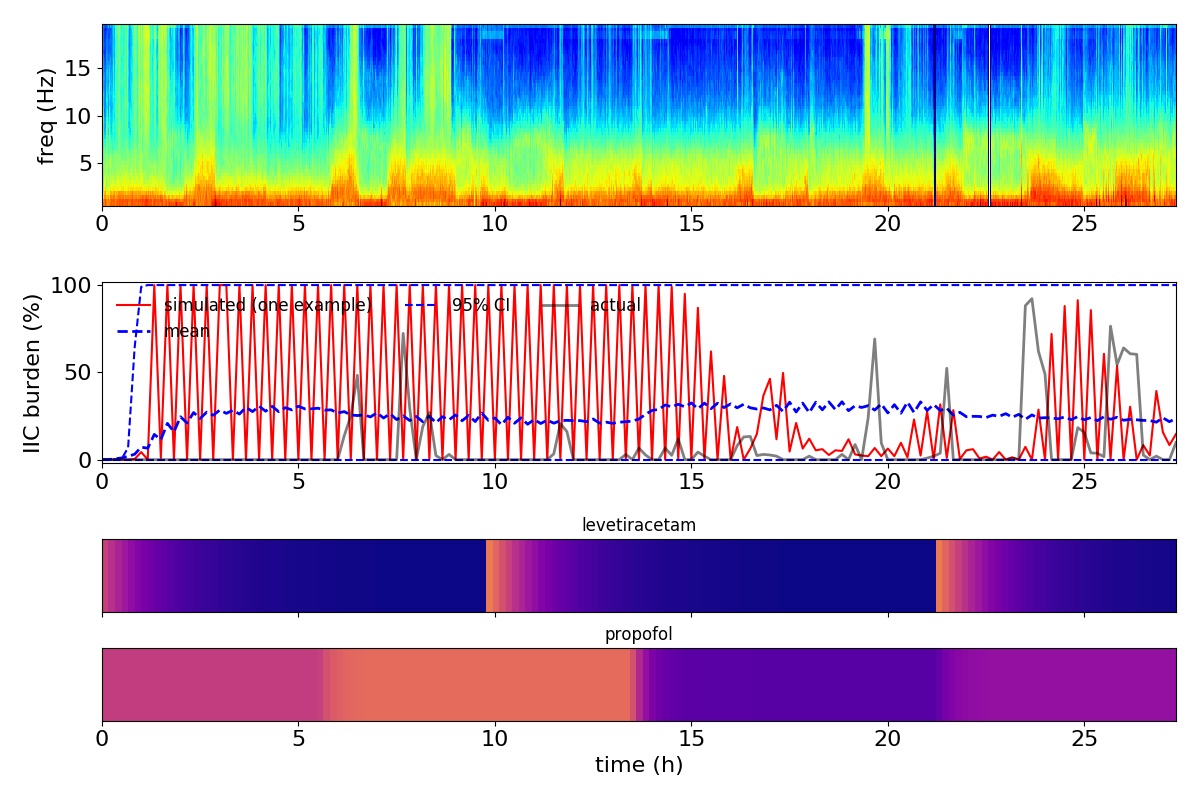 freq (Hz)
15
10
5
0 5 10 15 20 25
IIC burden (%)
100
50
0
simulated (one example) 95% CI actual
mean
0 5 10 15 20 25
levetiracetam
propofol
0 5 10 15 20 25
time (h)